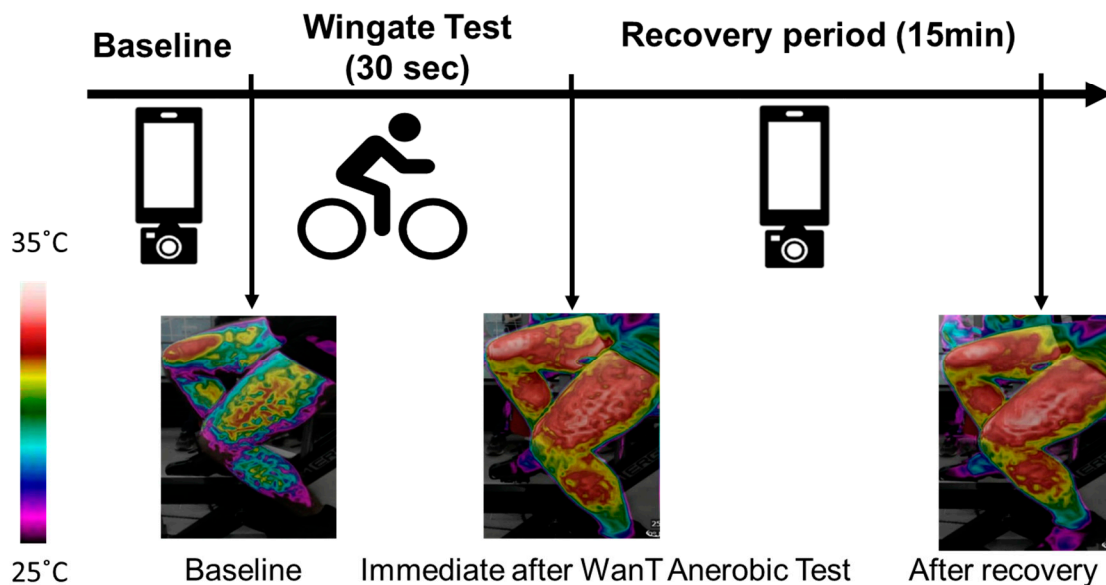 Baseline
Wingate Test
(30 sec)
Recovery period (15min)
35˚C
25˚C
Baseline
Immediate after WanT Anerobic Test
After recovery